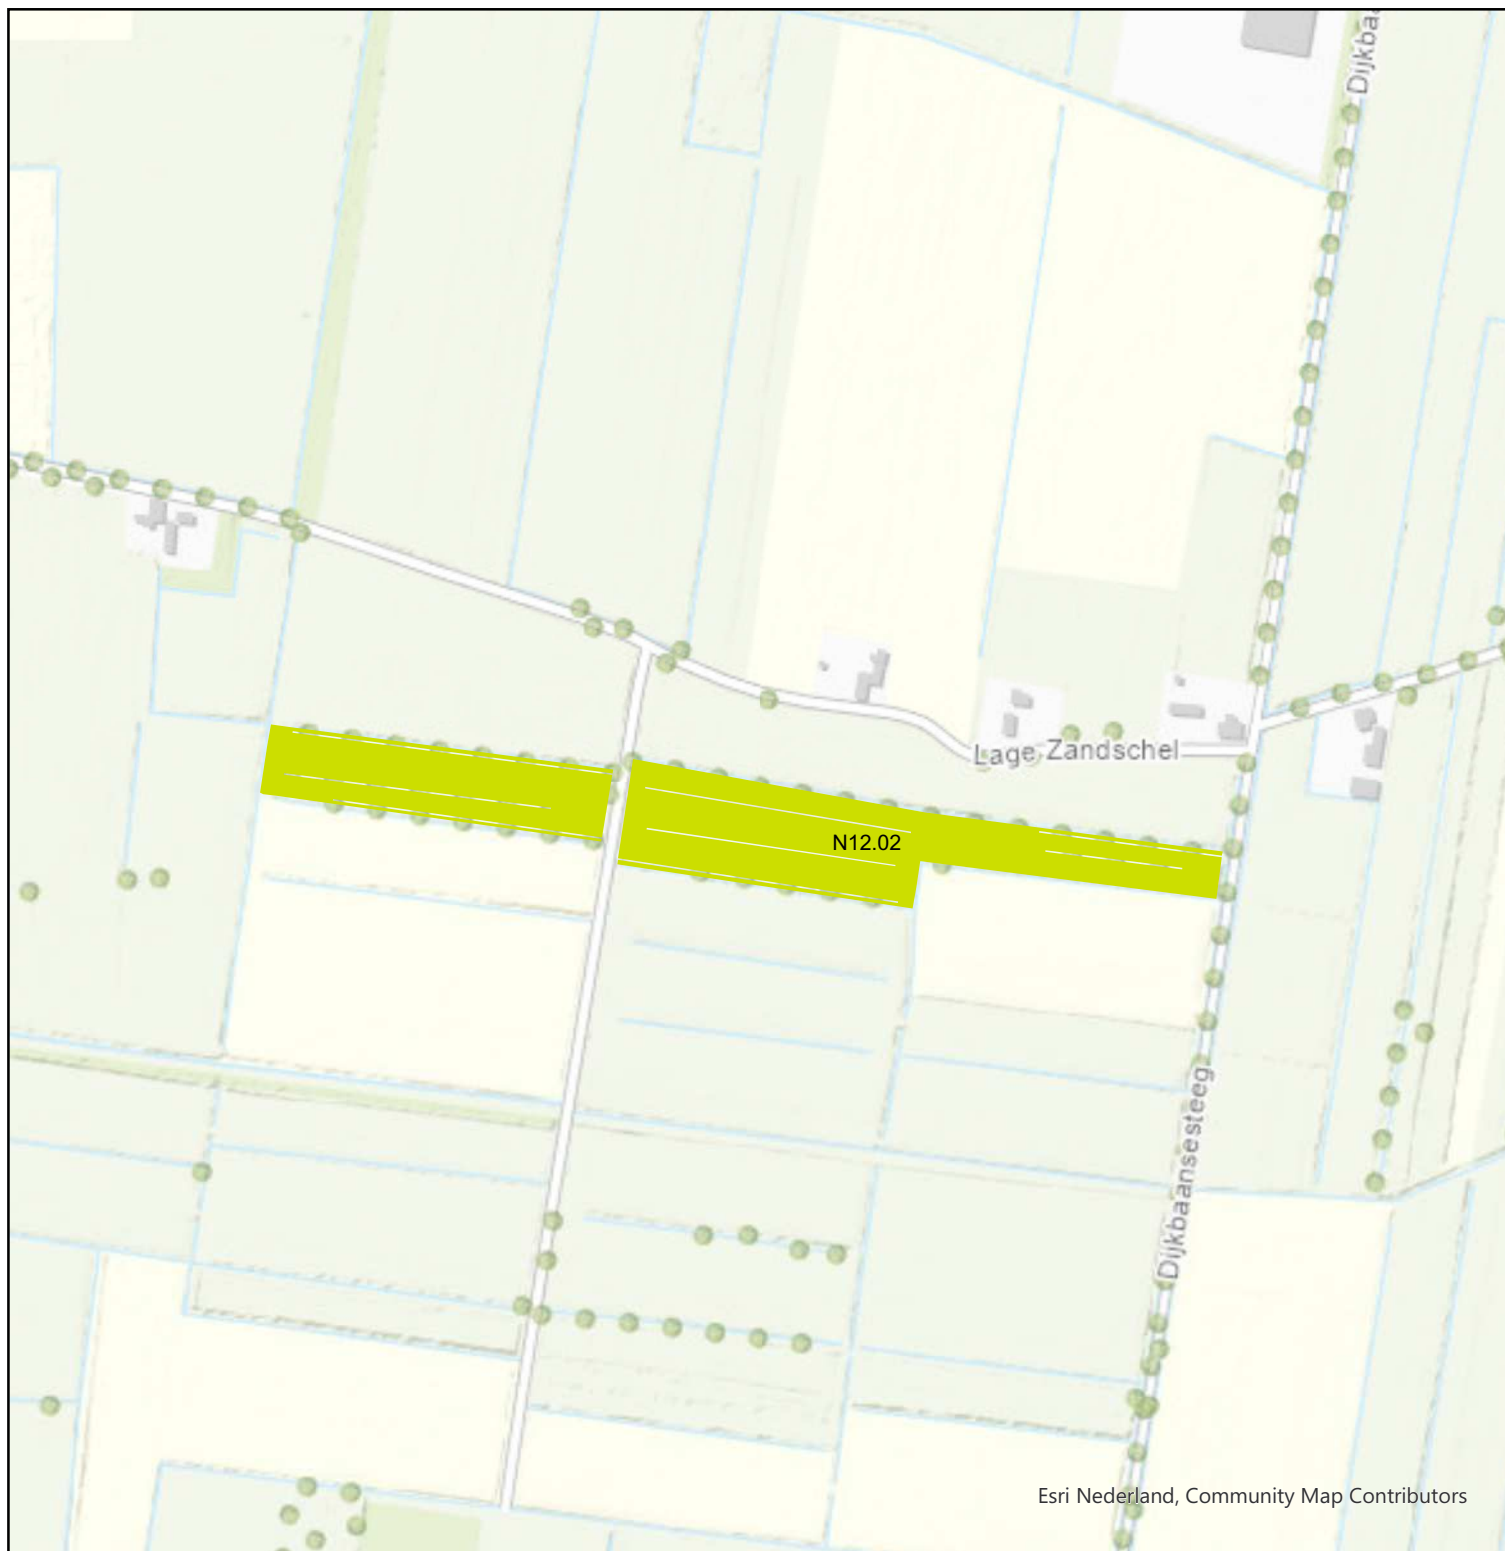 Dijkba
Lage Zandschel
N12.02
Dijkbaansesteeg
Esri Nederland, Community Map Contributors